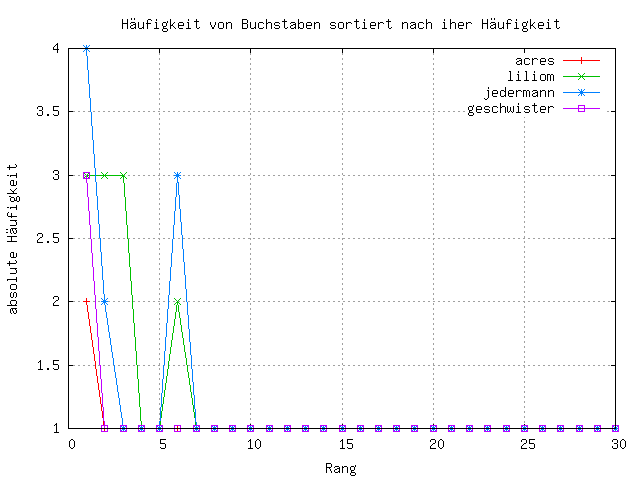 Häufigkeit von Buchstaben sortiert nach iher Häufigkeit
acres
liliom
jedermann
geschwister
absolute Häufigkeit
4
3.5
3
2.5
2
1.5
1
0 5 10 15 20 25 30
Rang